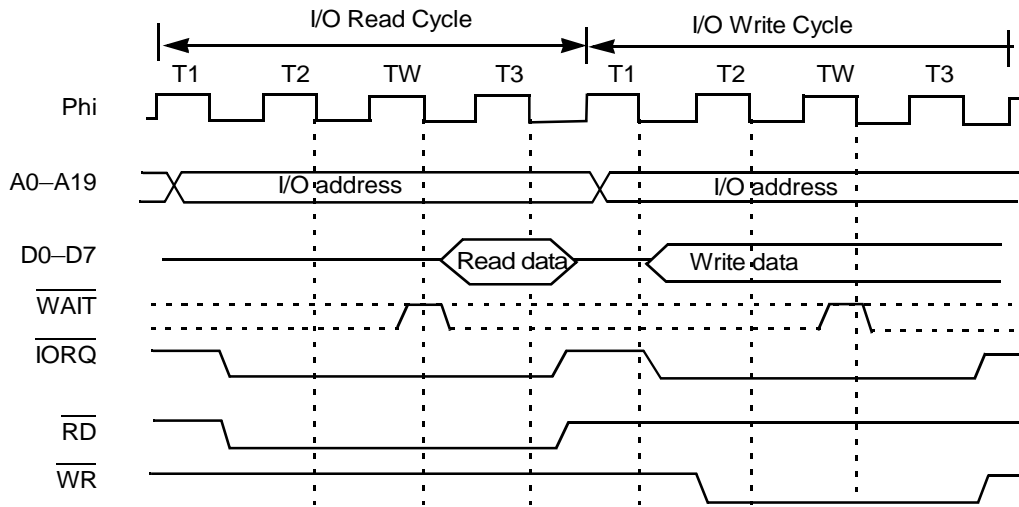 I/O Read Cycle I/O Write Cycle
T1 T2 TW T3 T1 T2 TW T3
Phi
A0–A19 I/O address I/O address
D0–D7 Read data Write data
WAIT
IORQ
RD
WR